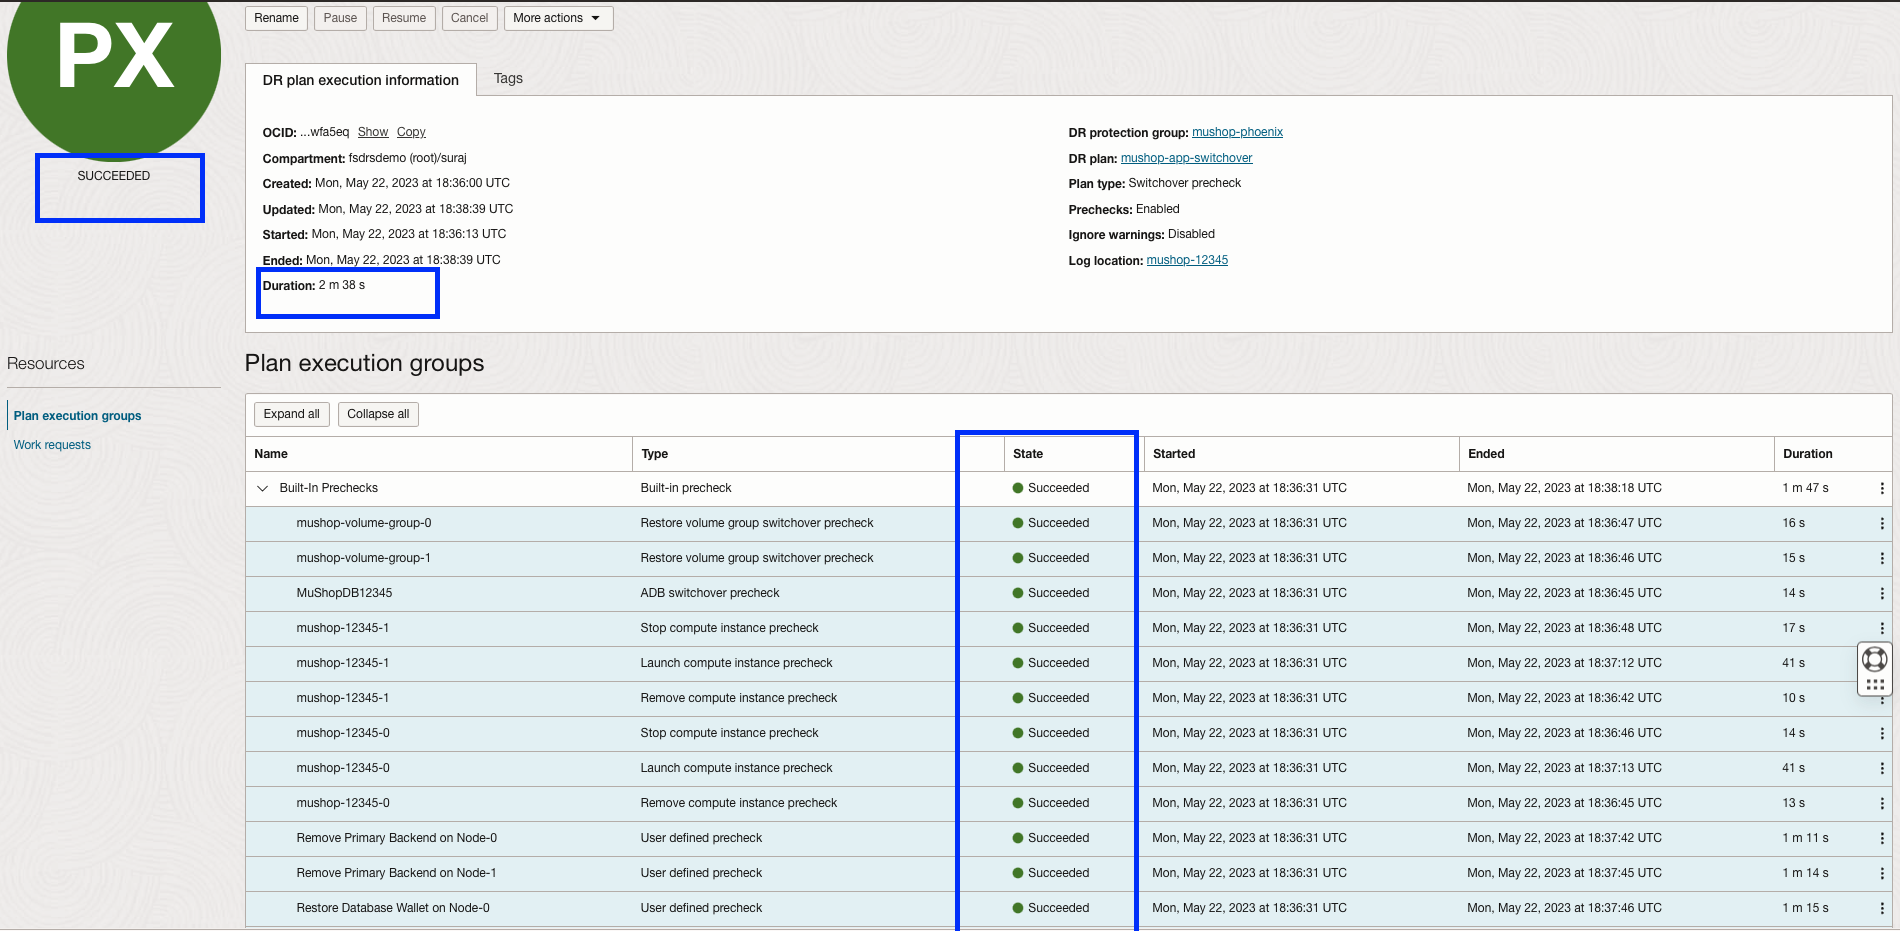 PX
SUCCEEDED
Rename Pause Resume Cancel More actions
DR plan execution information Tags
OCID: ...wfa5eq Show Copy
Compartment: fsdrsdemo (root)/suraj
Created: Mon, May 22, 2023 at 18:36:00 UTC
Updated: Mon, May 22, 2023 at 18:38:39 UTC
Started: Mon, May 22, 2023 at 18:36:13 UTC
Ended: Mon, May 22, 2023 at 18:38:39 UTC
Duration: 2 m 38 s
DR protection group: mushop-phoenix
DR plan: mushop-app-switchover
Plan type: Switchover precheck
Prechecks: Enabled
Ignore warnings: Disabled
Log location: mushop-12345
Resources
Plan execution groups
Work requests
Plan execution groups
Expand all Collapse all
Name Type State Started Ended Duration
Built-In Prechecks Built-in precheck Succeeded Mon, May 22, 2023 at 18:36:31 UTC Mon, May 22, 2023 at 18:38:18 UTC 1 m 47 s
mushop-volume-group-0 Restore volume group switchover precheck Succeeded Mon, May 22, 2023 at 18:36:31 UTC Mon, May 22, 2023 at 18:36:47 UTC 16 s
mushop-volume-group-1 Restore volume group switchover precheck Succeeded Mon, May 22, 2023 at 18:36:31 UTC Mon, May 22, 2023 at 18:36:46 UTC 15 s
MuShopDB12345 ADB switchover precheck Succeeded Mon, May 22, 2023 at 18:36:31 UTC Mon, May 22, 2023 at 18:36:45 UTC 14 s
mushop-12345-1 Stop compute instance precheck Succeeded Mon, May 22, 2023 at 18:36:31 UTC Mon, May 22, 2023 at 18:36:48 UTC 17 s
mushop-12345-1 Launch compute instance precheck Succeeded Mon, May 22, 2023 at 18:36:31 UTC Mon, May 22, 2023 at 18:37:12 UTC 41 s
mushop-12345-1 Remove compute instance precheck Succeeded Mon, May 22, 2023 at 18:36:31 UTC Mon, May 22, 2023 at 18:36:42 UTC 10 s
mushop-12345-0 Stop compute instance precheck Succeeded Mon, May 22, 2023 at 18:36:31 UTC Mon, May 22, 2023 at 18:36:46 UTC 14 s
mushop-12345-0 Launch compute instance precheck Succeeded Mon, May 22, 2023 at 18:36:31 UTC Mon, May 22, 2023 at 18:37:13 UTC 41 s
mushop-12345-0 Remove compute instance precheck Succeeded Mon, May 22, 2023 at 18:36:31 UTC Mon, May 22, 2023 at 18:36:45 UTC 13 s
Remove Primary Backend on Node-0 User defined precheck Succeeded Mon, May 22, 2023 at 18:36:31 UTC Mon, May 22, 2023 at 18:37:42 UTC 1 m 11 s
Remove Primary Backend on Node-1 User defined precheck Succeeded Mon, May 22, 2023 at 18:36:31 UTC Mon, May 22, 2023 at 18:37:45 UTC 1 m 14 s
Restore Database Wallet on Node-0 User defined precheck Succeeded Mon, May 22, 2023 at 18:36:31 UTC Mon, May 22, 2023 at 18:37:46 UTC 1 m 15 s